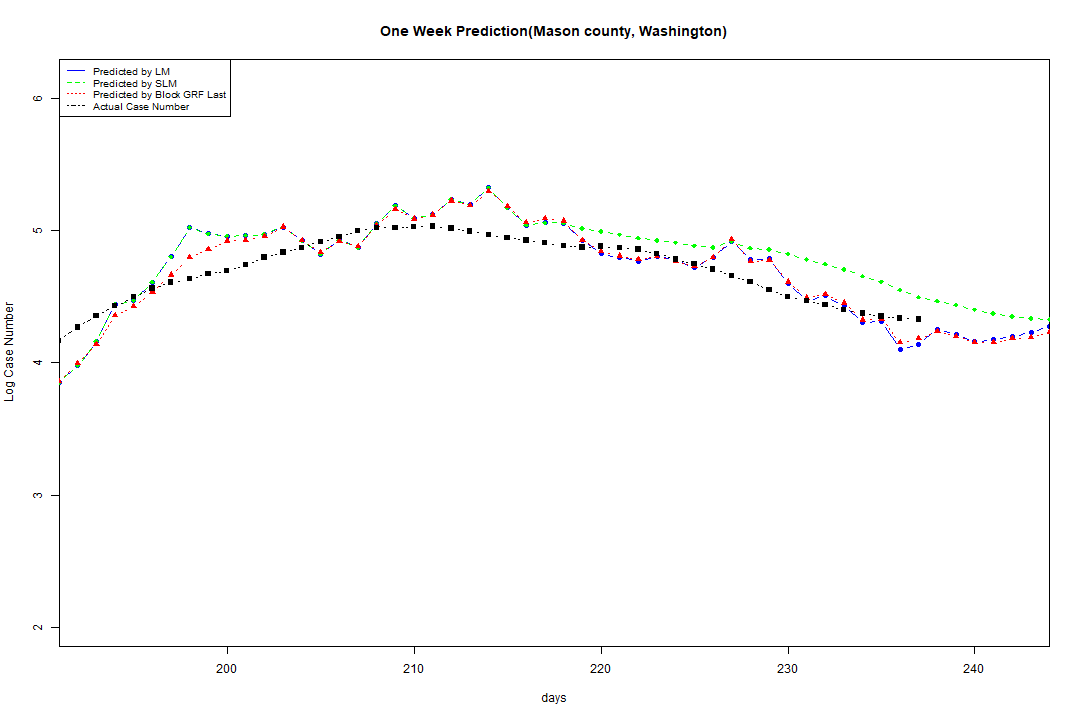 One Week Prediction(Mason county, Washington)
Predicted by LM
Predicted by SLM
Predicted by Block GRF Last
Actual Case Number
6
5
4
3
2
Log Case Number
200 210 220 230 240
days